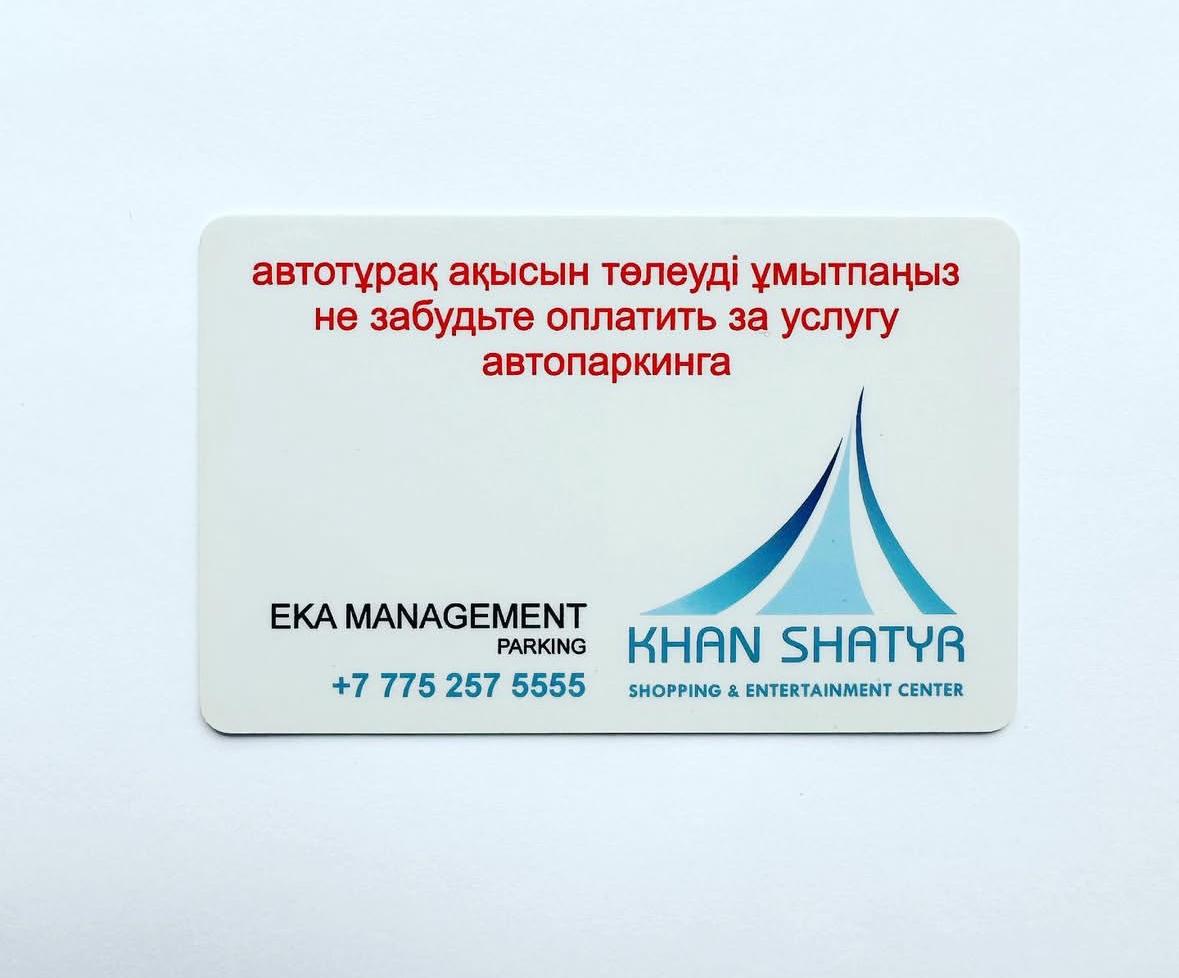 автотұрақ ақысын төлеуді ұмытпаңыз
не забудьте оплатить за услугу
автопаркинга
EKA MANAGEMENT
PARKING
+7 775 257 5555
KHAN SHATYR
SHOPPING & ENTERTAINMENT CENTER